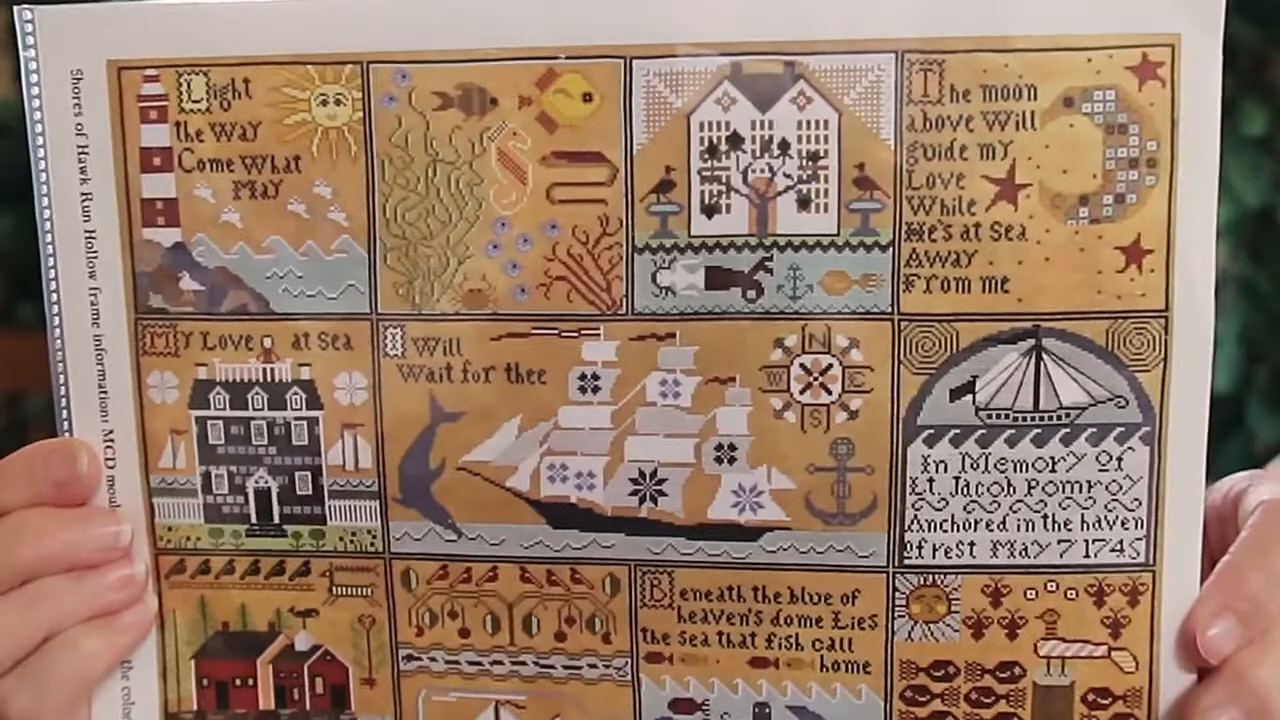 Shores of Hawk Run Hollow frame information: MCD
the
Light
the Way
Come What
May
The moon
above Will
guide my
Love
While
He's at Sea
Away
From me
My Love at Sea
I Will
Wait for thee
N
W E
S
In Memory Of
Lt. Jacob Pomroy
Anchored in the haven
Of rest May 7 1745
Beneath the blue of
heaven's dome Lies
the sea that fish call
home